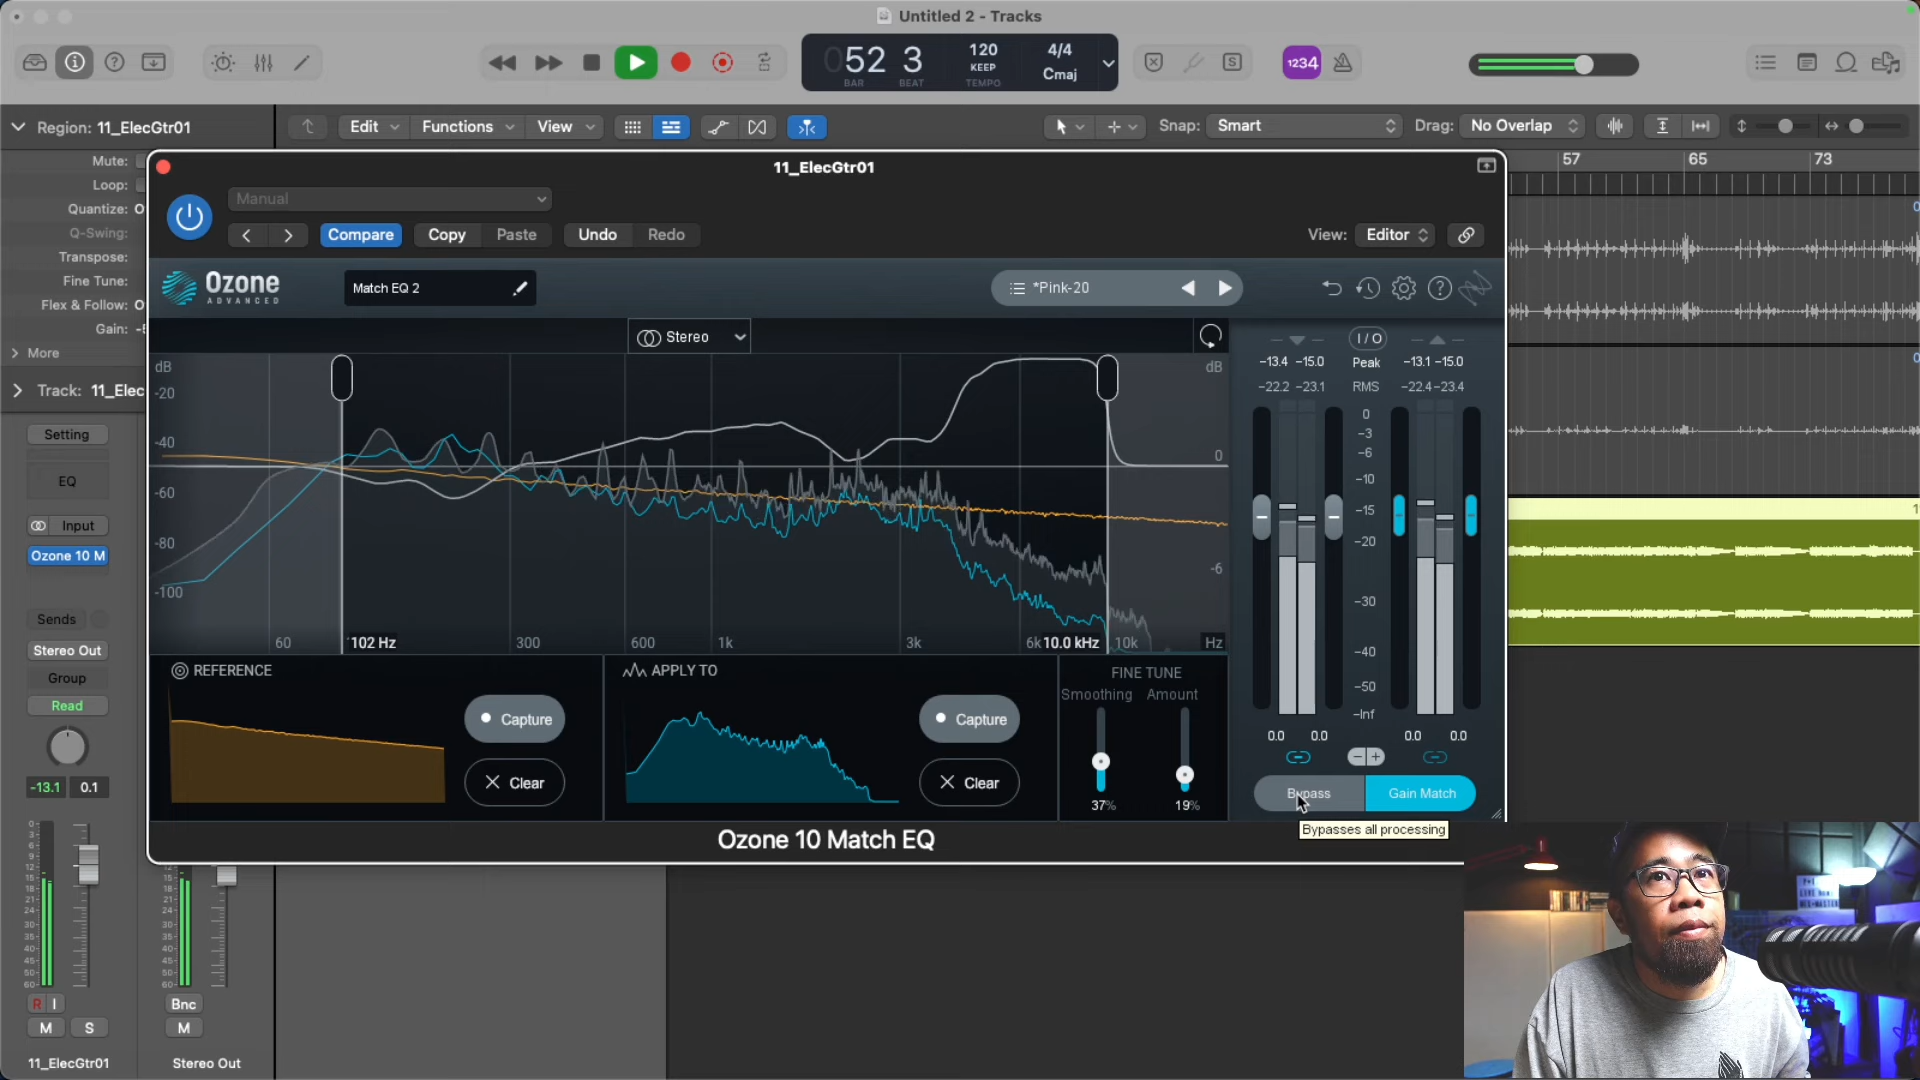 Untitled 2 - Tracks
052 3
BAR BEAT
120
KEEP
TEMPO
4/4
Cmaj
S
1234
Region: 11_ElecGtr01
Edit
Functions
View
Snap: Smart
Drag: No Overlap
57
65
73
Mute:
Loop:
Quantize: O
Q-Swing:
Transpose:
Fine Tune:
Flex & Follow: O
Gain:
More
Track: 11_Elec
Setting
EQ
Input
Ozone 10 M
Sends
Stereo Out
Group
Read
-13.1 0.1
R I
M S
11_ElecGtr01
Bnc
M
Stereo Out
11_ElecGtr01
Manual
Compare
Copy
Paste
Undo
Redo
View: Editor
Ozone
ADVANCED
Match EQ 2
*Pink-20
Stereo
dB
-20
-40
-60
-80
-100
dB
0
-6
60
102 Hz
300
600
1k
3k
6k
10.0 kHz
10k
Hz
REFERENCE
Capture
Clear
APPLY TO
Capture
Clear
FINE TUNE
Smoothing Amount
37% 19%
I / O
-13.4 -15.0 Peak -13.1 -15.0
-22.2 -23.1 RMS -22.4 -23.4
0
-3
-6
-10
-15
-20
-30
-40
-50
-Inf
0.0 0.0 0.0 0.0
Bypass
Gain Match
Bypasses all processing
Ozone 10 Match EQ